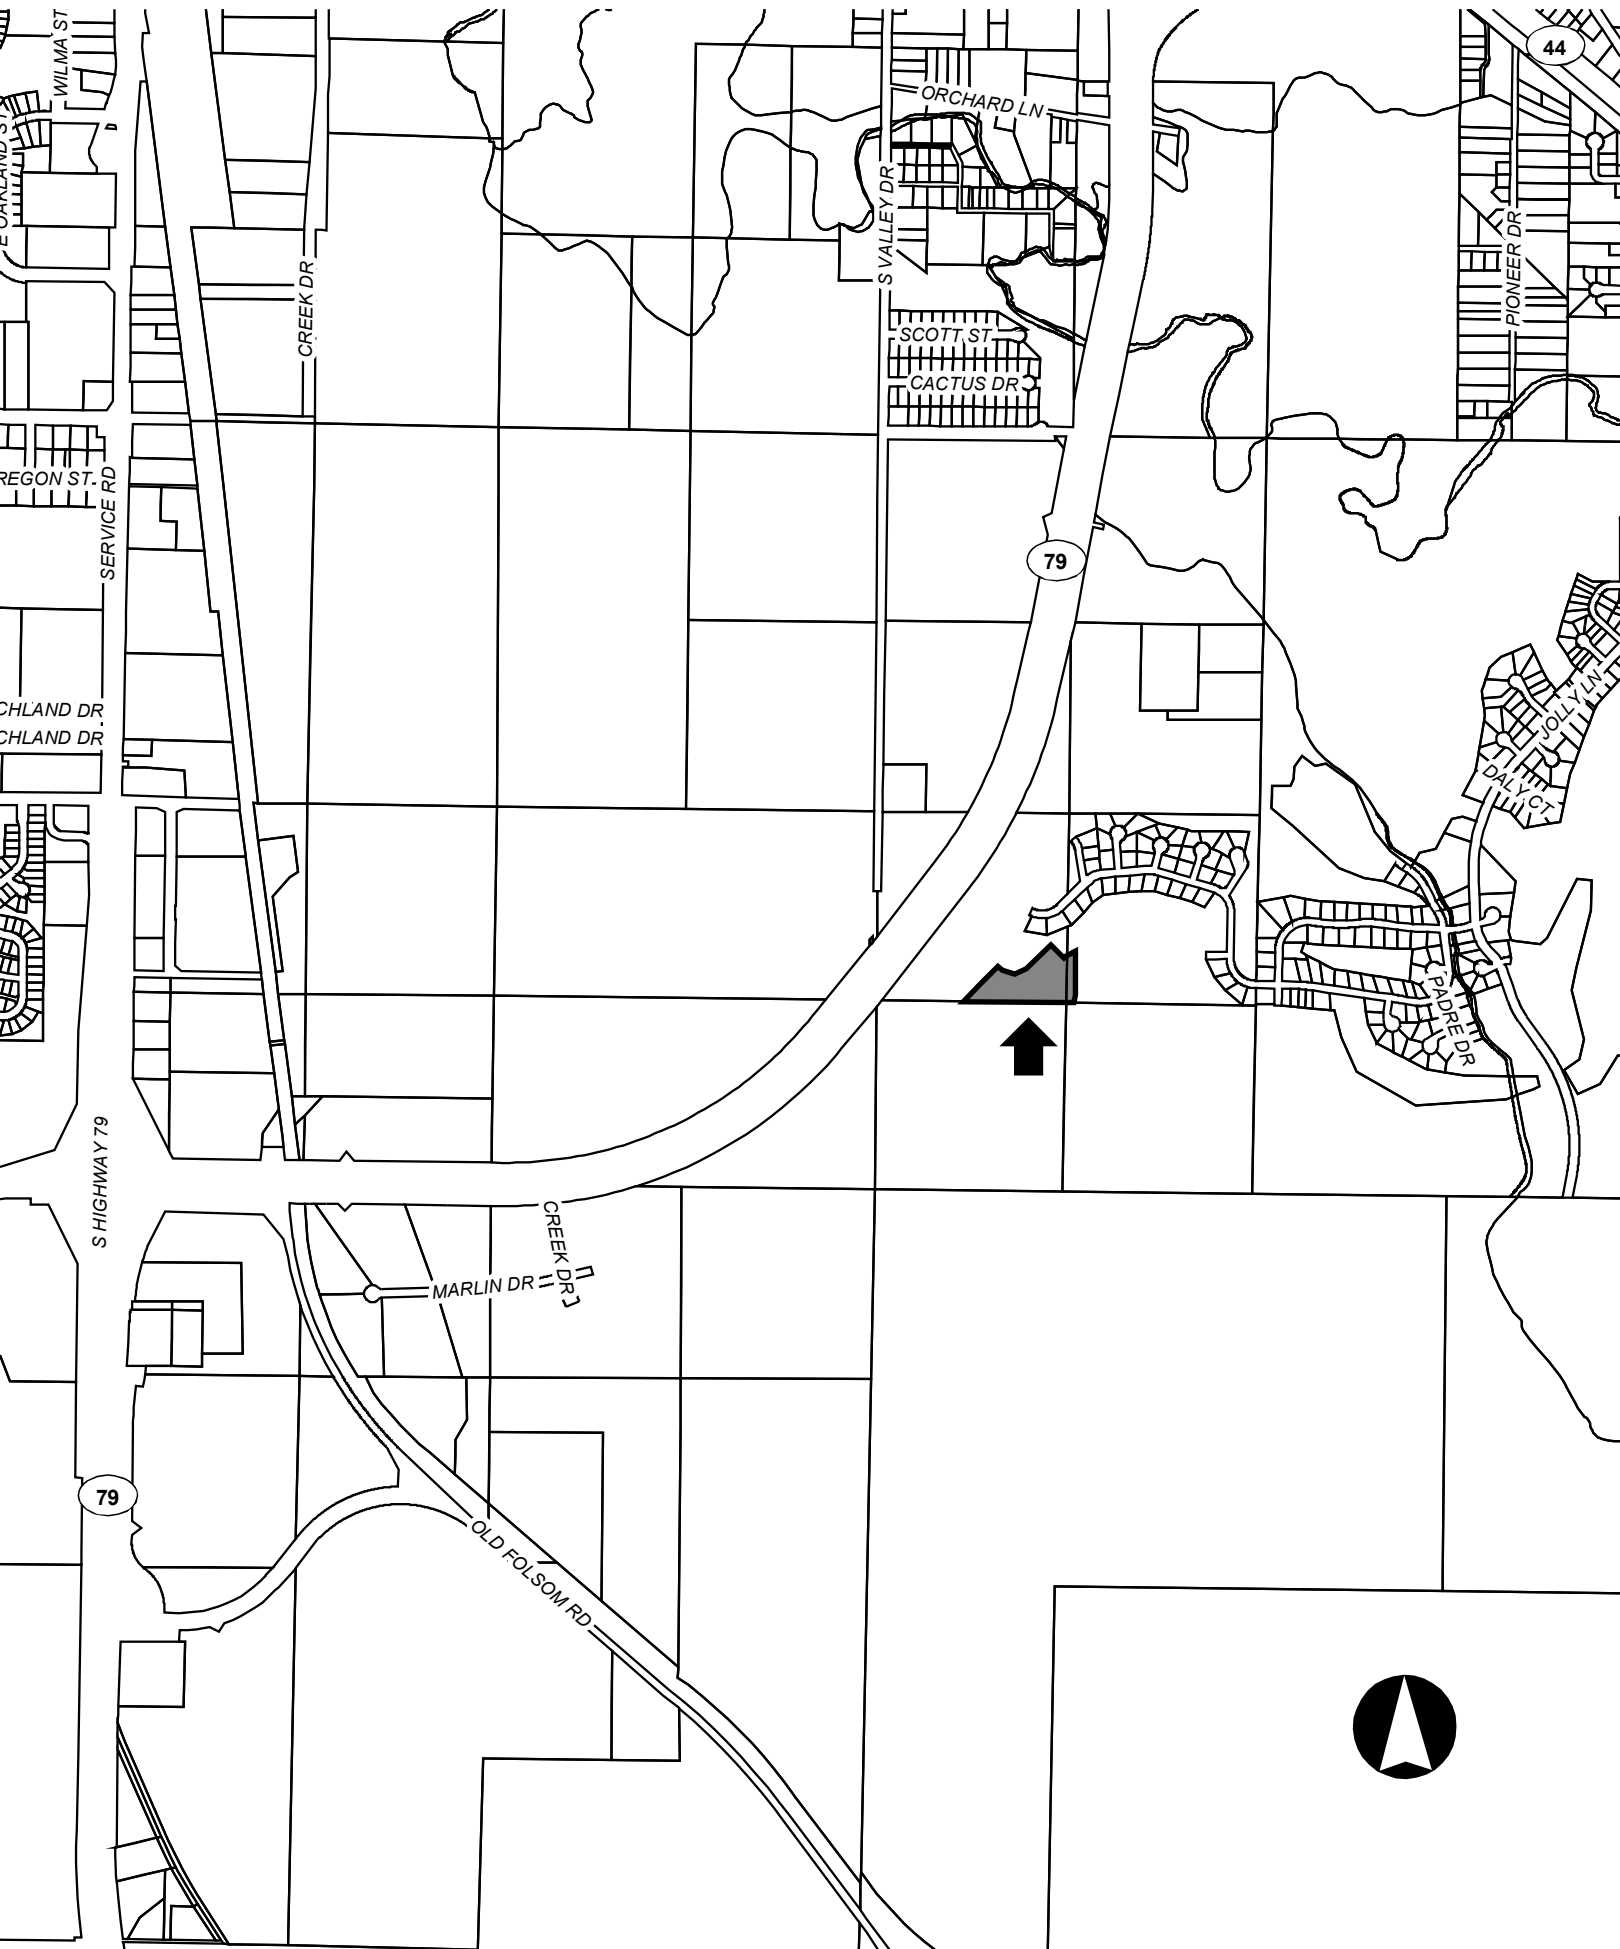 WILMA ST
44
ORCHARD LN
E OAKLAND ST
S VALLEY DR
PIONEER DR
CREEK DR
SCOTT ST
CACTUS DR
REGON ST
SERVICE RD
79
JOLLY LN
CHLAND DR
CHLAND DR
DALY CT
PADRE DR
S HIGHWAY 79
CREEK DR
MARLIN DR
79
OLD FOLSOM RD